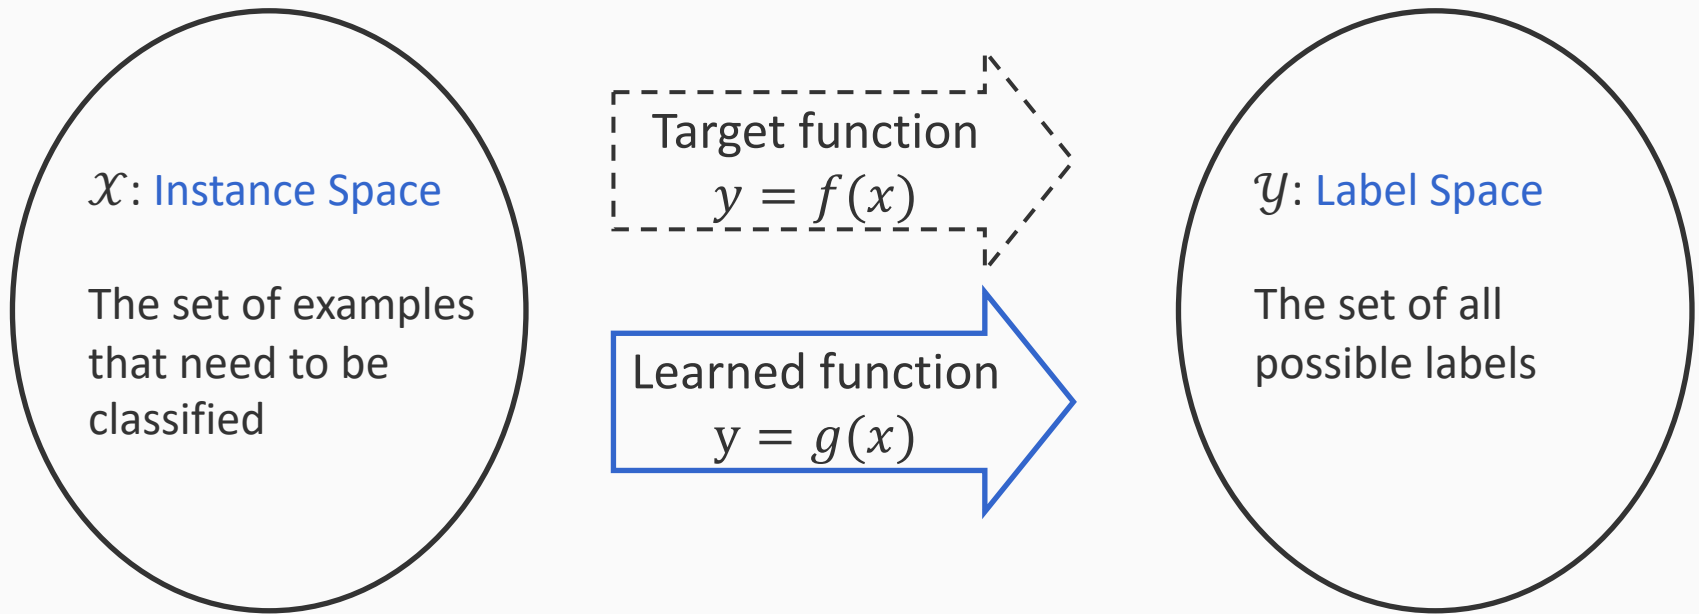 𝒳: Instance Space
The set of examples
that need to be
classified
Target function
y = f(x)
Learned function
y = g(x)
𝒴: Label Space
The set of all
possible labels